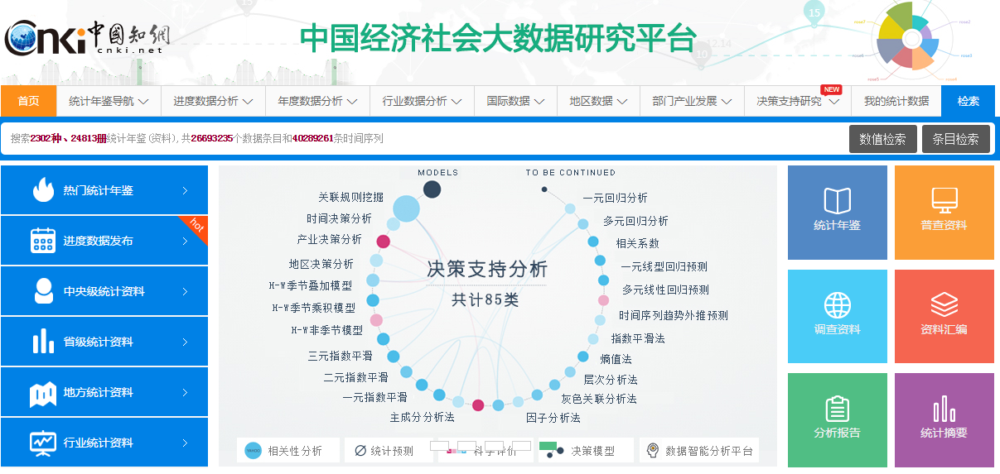 15
cnki 中国知網
cnki.net
中国经济社会大数据研究平台
12.14
10
首页 统计年鉴导航 进度数据分析 年度数据分析 行业数据分析 国际数据 地区数据 部门产业发展 决策支持研究 NEW 我的统计数据 检索
搜索2302种、24813册统计年鉴(资料),共26693235个数据条目和40289261条时间序列 数值检索 条目检索
热门统计年鉴
进度数据发布 hot
中央级统计资料
省级统计资料
地方统计资料
行业统计资料
MODELS
TO BE CONTINUED
关联规则挖掘
时间决策分析
产业决策分析
地区决策分析
H-W季节叠加模型
H-W季节乘积模型
H-W非季节模型
三元指数平滑
二元指数平滑
一元指数平滑
主成分分析法
决策支持分析
共计85类
一元回归分析
多元回归分析
相关系数
一元线型回归预测
多元线性回归预测
时间序列趋势外推预测
指数平滑法
熵值法
层次分析法
灰色关联分析法
因子分析法
相关性分析 统计预测 科学评价 决策模型 数据智能分析平台
统计年鉴 普查资料
调查资料 资料汇编
分析报告 统计摘要